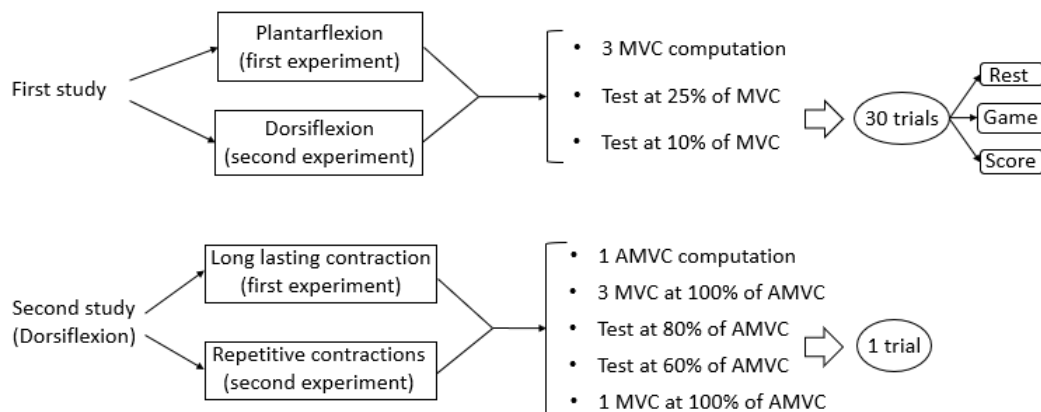 First study
Plantarflexion
(first experiment)
Dorsiflexion
(second experiment)
• 3 MVC computation
• Test at 25% of MVC
• Test at 10% of MVC
30 trials
Rest
Game
Score
Second study
(Dorsiflexion)
Long lasting contraction
(first experiment)
Repetitive contractions
(second experiment)
• 1 AMVC computation
• 3 MVC at 100% of AMVC
• Test at 80% of AMVC
• Test at 60% of AMVC
• 1 MVC at 100% of AMVC
1 trial